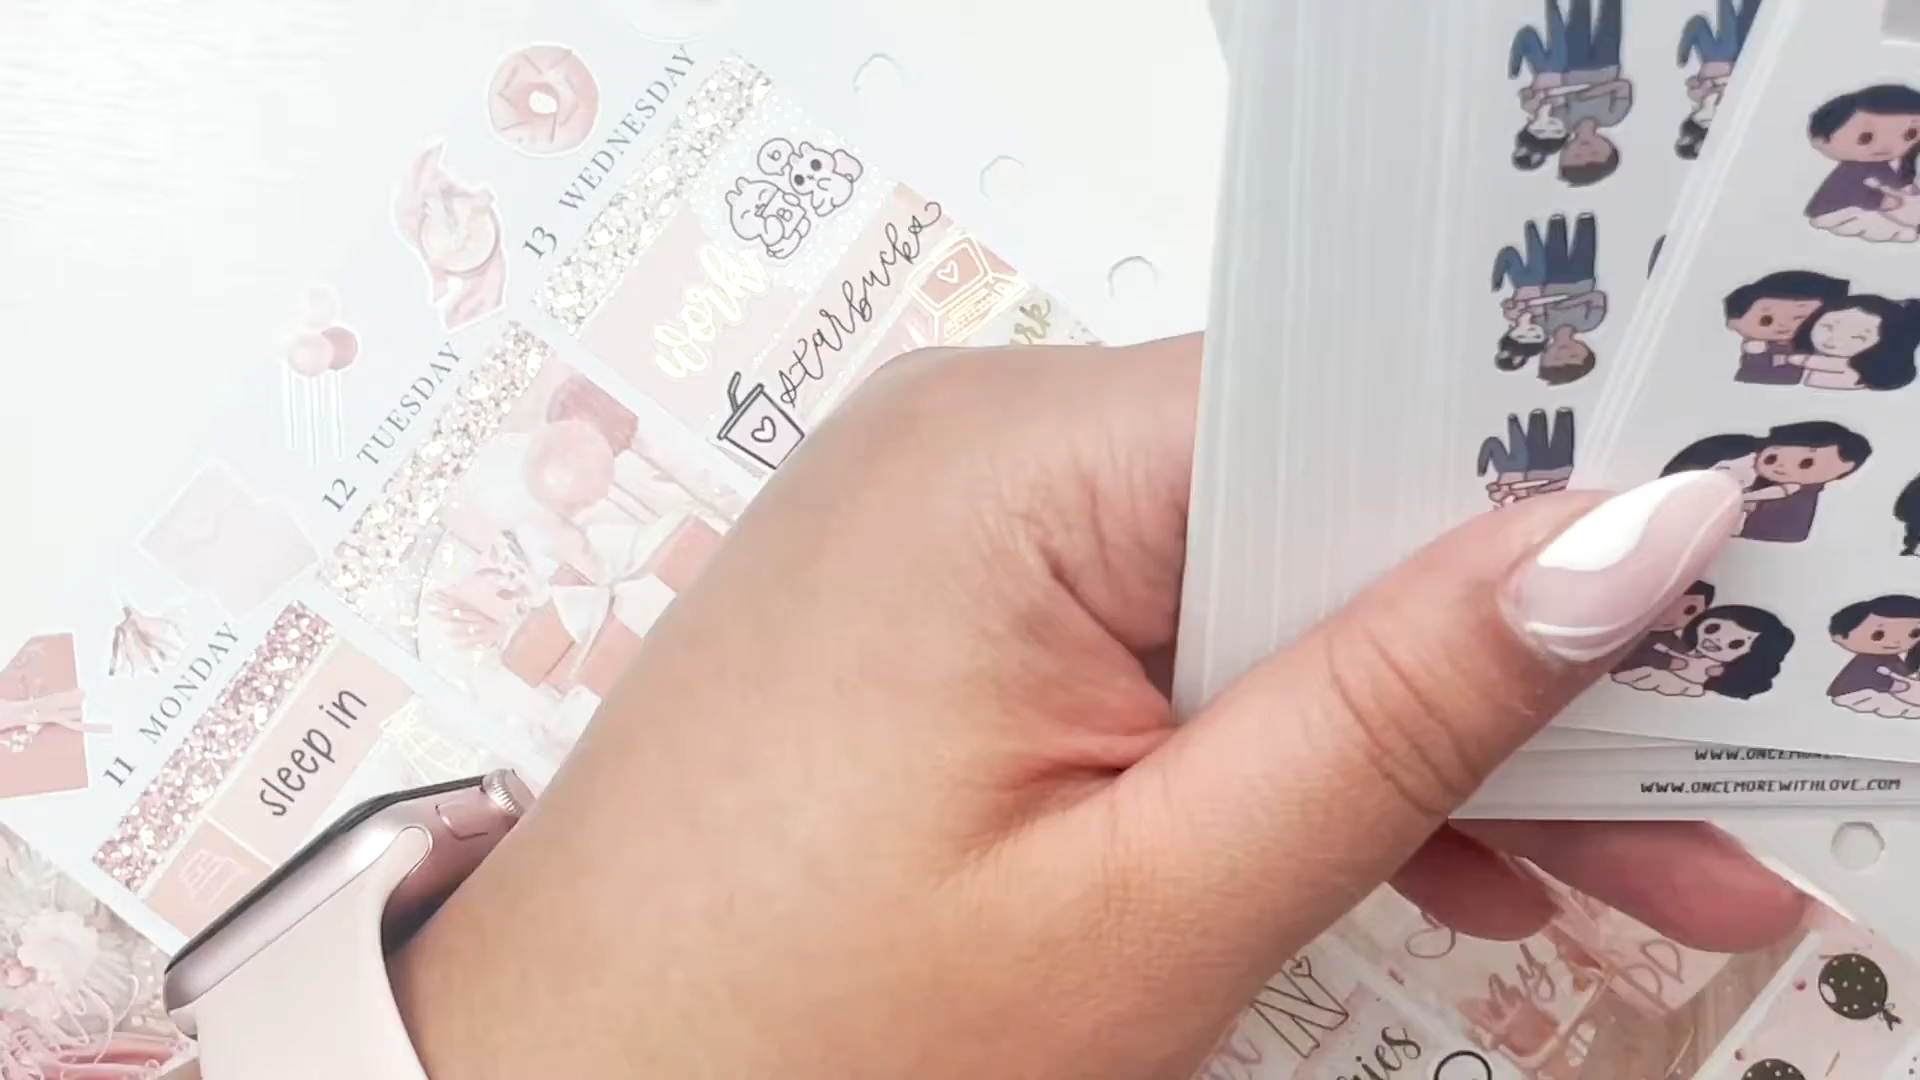 13 WEDNESDAY
work
starbucks
12 TUESDAY
11 MONDAY
sleep in
WWW.ONCEMOREWITHLOVE.COM